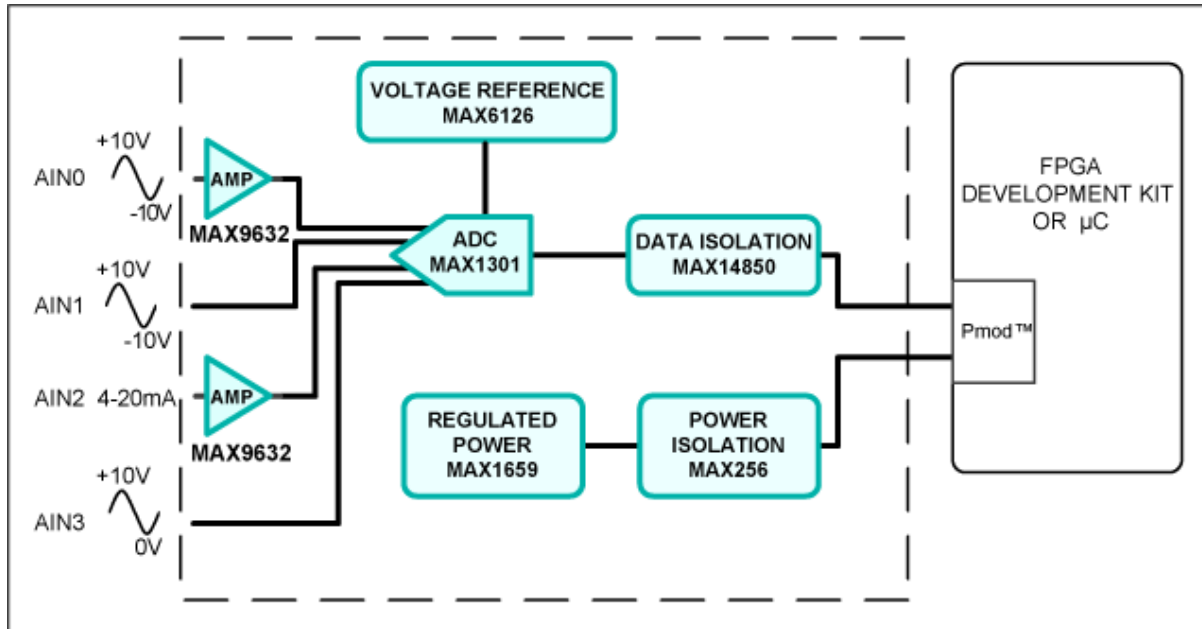 VOLTAGE REFERENCE
MAX6126
+10V
AIN0
-10V
AMP
MAX9632
ADC
MAX1301
DATA ISOLATION
MAX14850
+10V
AIN1
-10V
AIN2 4-20mA
AMP
MAX9632
REGULATED
POWER
MAX1659
POWER
ISOLATION
MAX256
+10V
AIN3
0V
FPGA
DEVELOPMENT KIT
OR µC
Pmod™